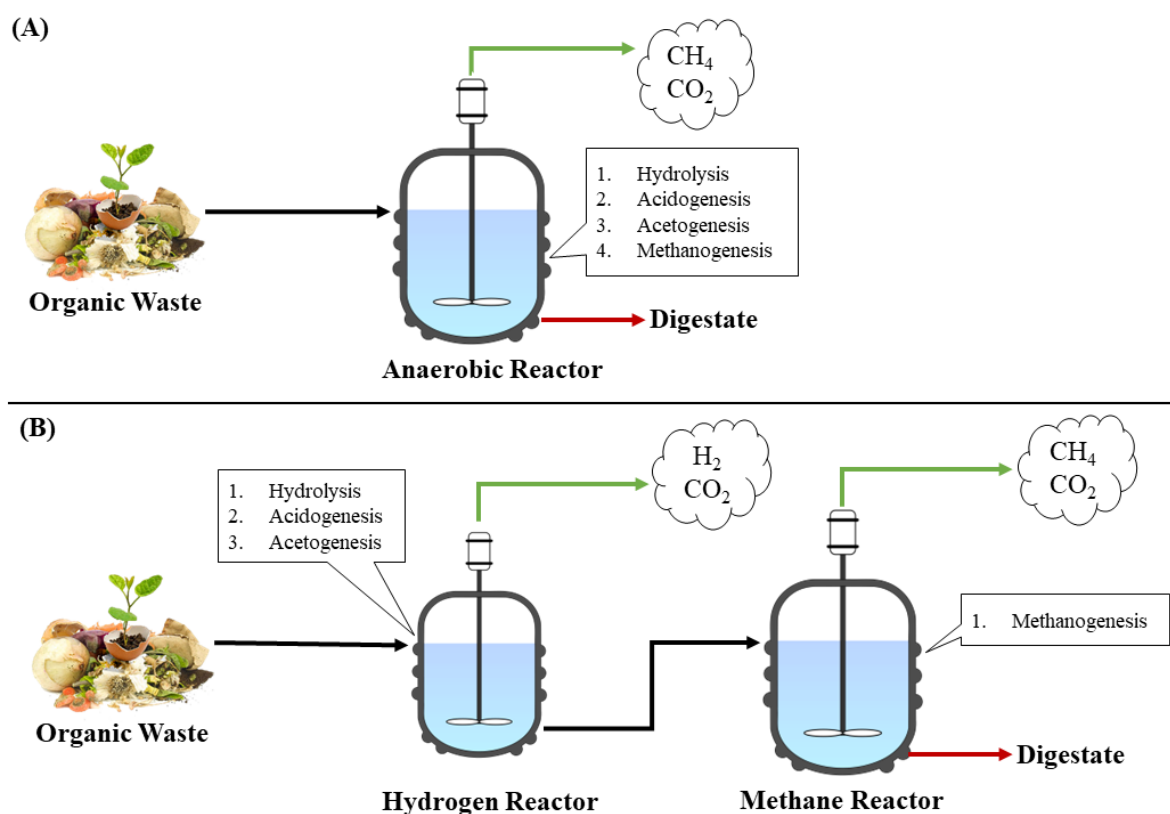 (A)
CH₄
CO₂
1. Hydrolysis
2. Acidogenesis
3. Acetogenesis
4. Methanogenesis
Organic Waste
Digestate
Anaerobic Reactor
(B)
H₂
CO₂
CH₄
CO₂
1. Hydrolysis
2. Acidogenesis
3. Acetogenesis
1. Methanogenesis
Organic Waste
Digestate
Hydrogen Reactor
Methane Reactor